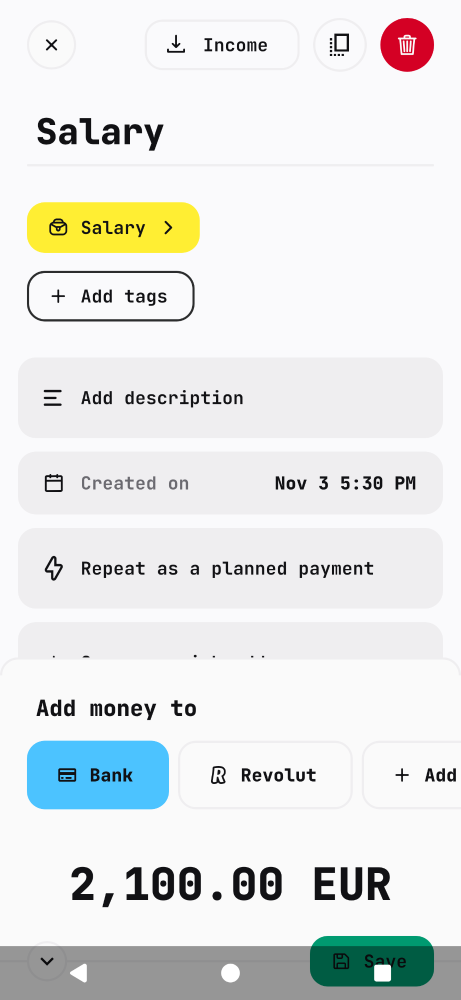 Income
Salary
Salary
Add tags
Add description
Created on
Nov 3 5:30 PM
Repeat as a planned payment
Add money to
Bank
Revolut
Add
2,100.00 EUR
Save